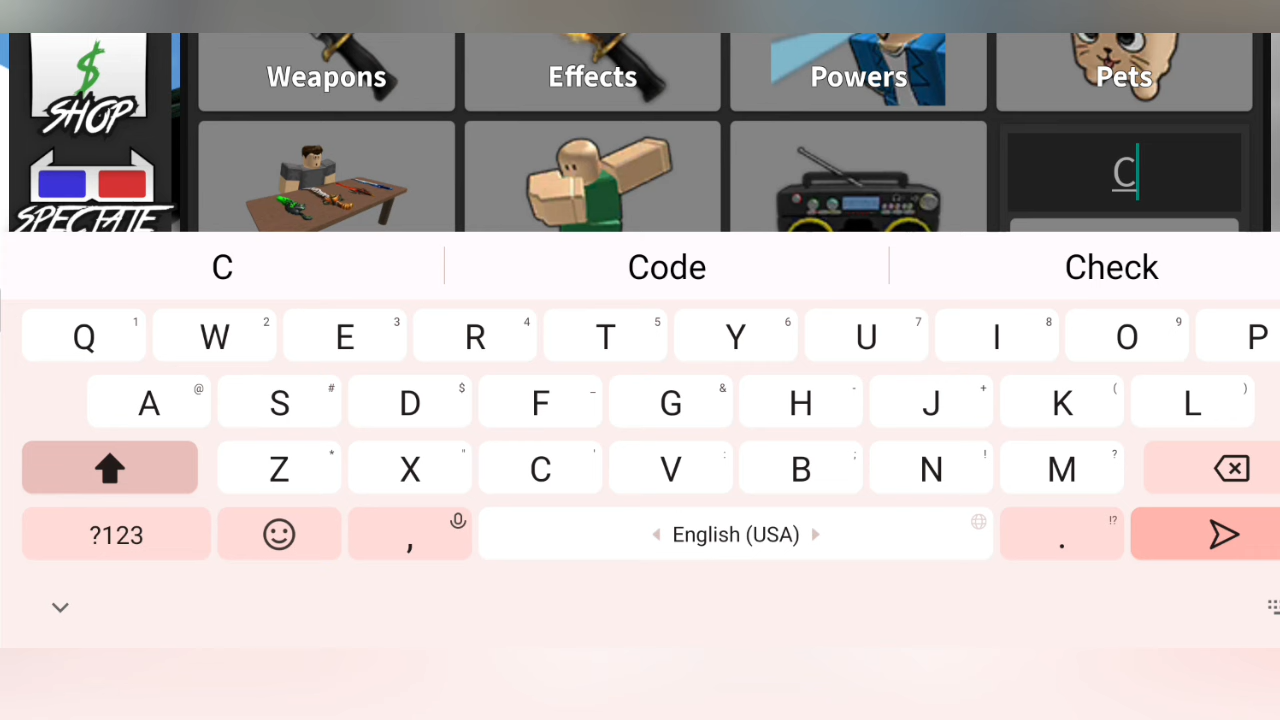 Weapons Effects Powers Pets
$
SHOP
C
SPECTATE
C Code Check
Q 1 W 2 E 3 R 4 T 5 Y 6 U 7 I 8 O 9 P
A @ S # D $ F _ G & H - J + K ( L )
Z * X " C ' V : B ; N ! M ?
?123 , English (USA) . !?